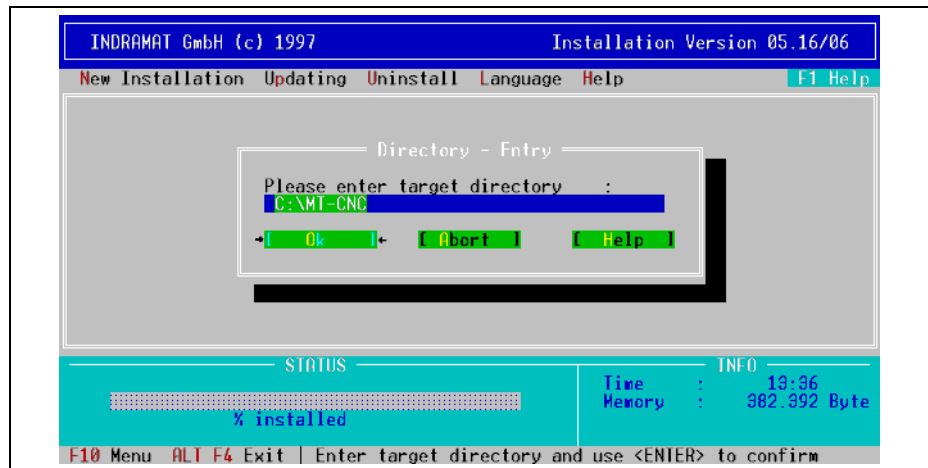 INDRAMAT GmbH (c) 1997 Installation Version 05.16/06
New Installation Updating Uninstall Language Help F1 Help
Directory - Entry
Please enter target directory :
C:\MT-CNC
[ Ok ] [ Abort ] [ Help ]
STATUS INFO
Time : 13:36
Memory : 382.392 Byte
% installed
F10 Menu ALT F4 Exit | Enter target directory and use <ENTER> to confirm